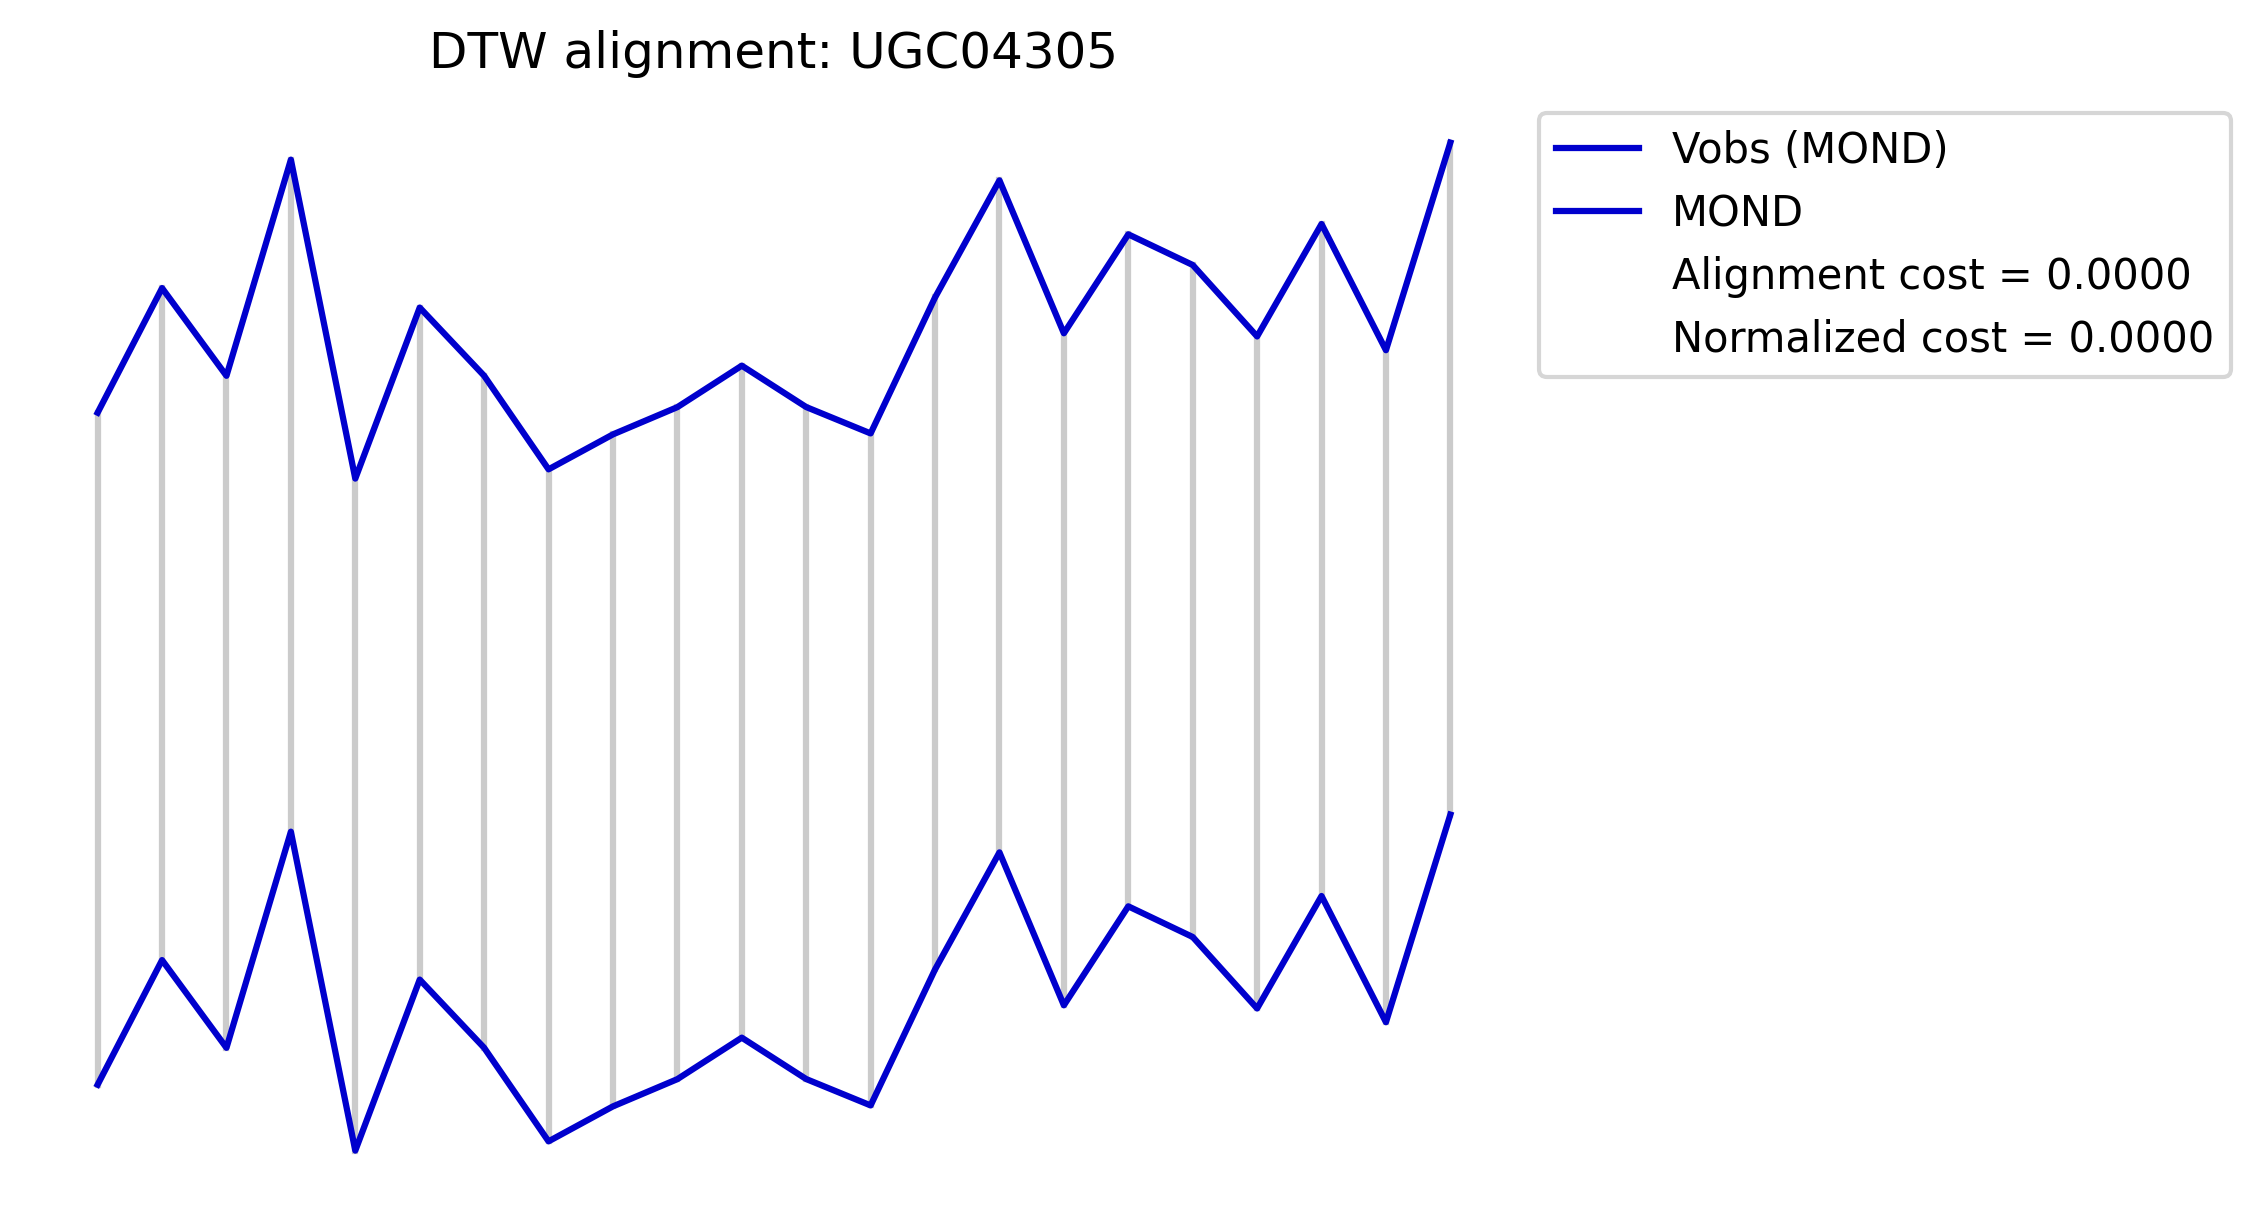 DTW alignment: UGC04305
Vobs (MOND)
MOND
Alignment cost = 0.0000
Normalized cost = 0.0000